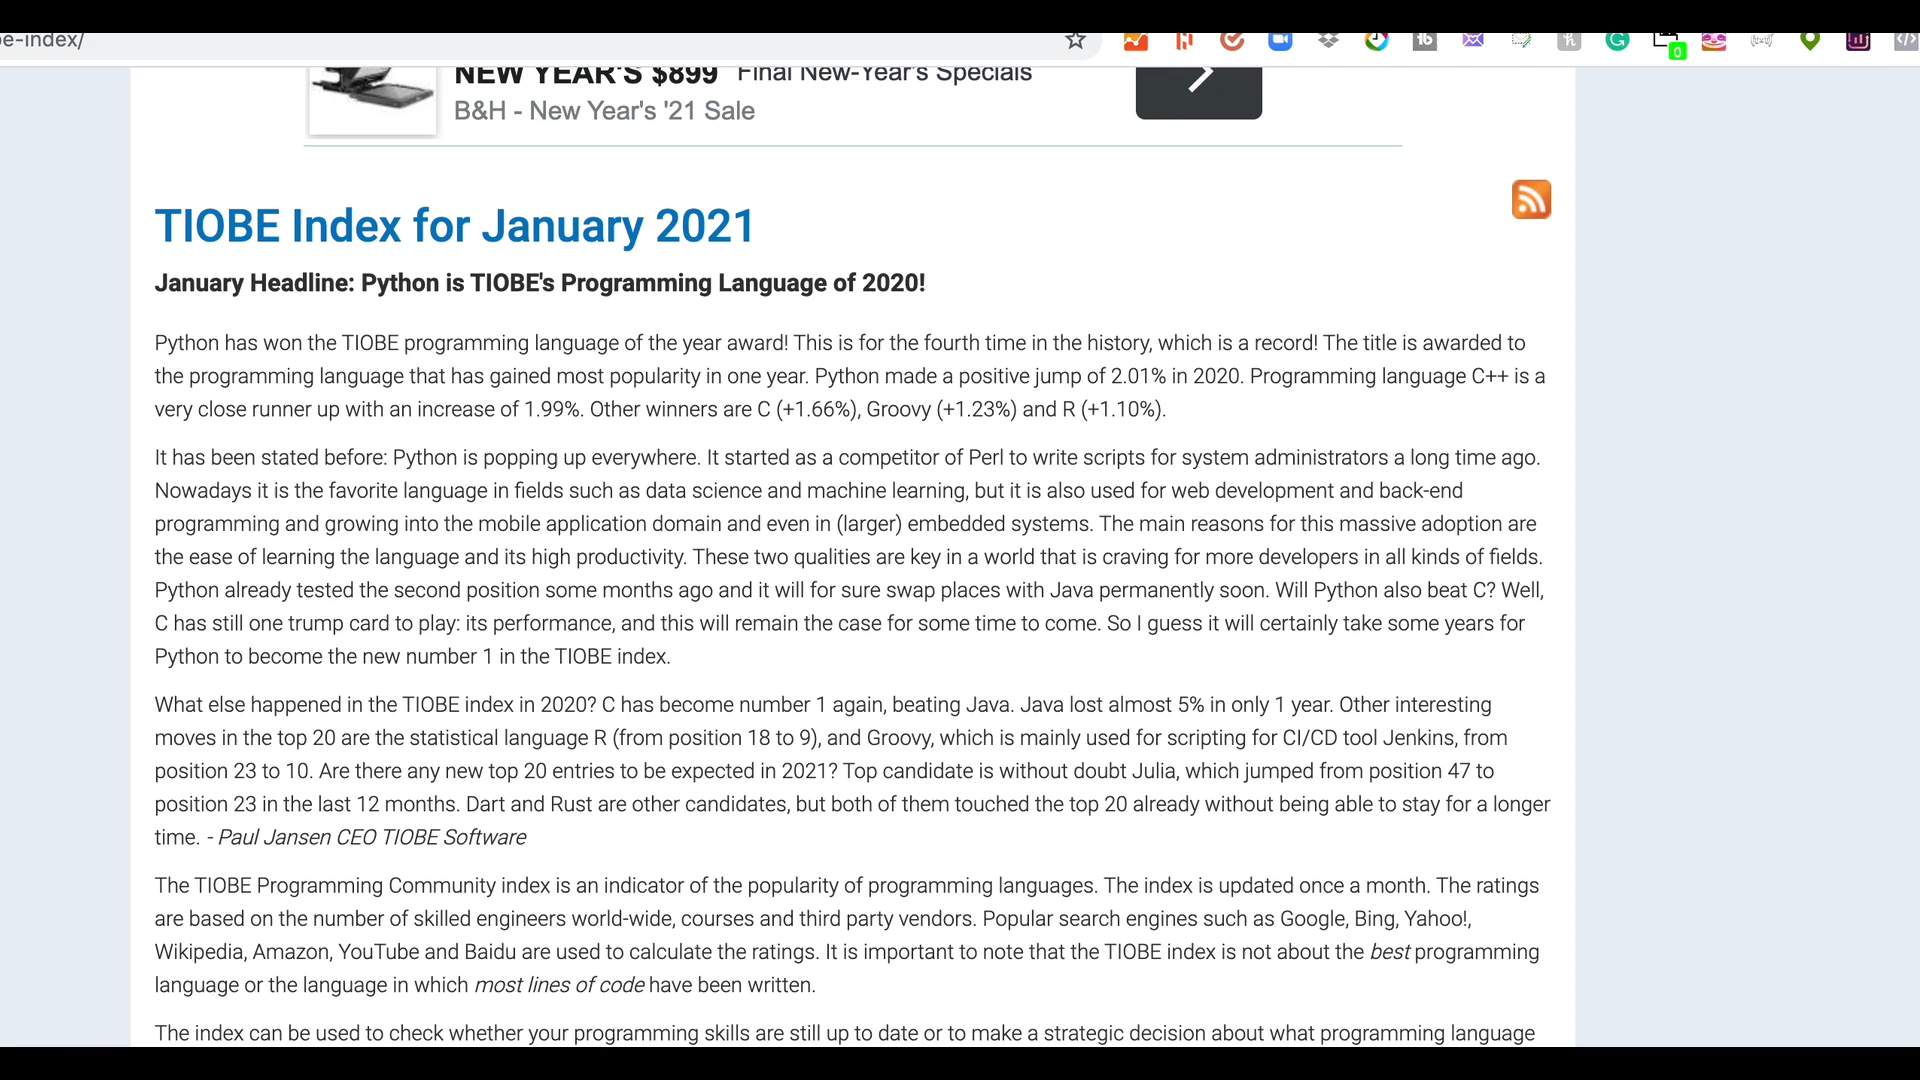 e-index/
0
NEW YEAR'S $899 Final New-Year's Specials
B&H - New Year's '21 Sale
TIOBE Index for January 2021
January Headline: Python is TIOBE's Programming Language of 2020!
Python has won the TIOBE programming language of the year award! This is for the fourth time in the history, which is a record! The title is awarded to
the programming language that has gained most popularity in one year. Python made a positive jump of 2.01% in 2020. Programming language C++ is a
very close runner up with an increase of 1.99%. Other winners are C (+1.66%), Groovy (+1.23%) and R (+1.10%).
It has been stated before: Python is popping up everywhere. It started as a competitor of Perl to write scripts for system administrators a long time ago.
Nowadays it is the favorite language in fields such as data science and machine learning, but it is also used for web development and back-end
programming and growing into the mobile application domain and even in (larger) embedded systems. The main reasons for this massive adoption are
the ease of learning the language and its high productivity. These two qualities are key in a world that is craving for more developers in all kinds of fields.
Python already tested the second position some months ago and it will for sure swap places with Java permanently soon. Will Python also beat C? Well,
C has still one trump card to play: its performance, and this will remain the case for some time to come. So I guess it will certainly take some years for
Python to become the new number 1 in the TIOBE index.
What else happened in the TIOBE index in 2020? C has become number 1 again, beating Java. Java lost almost 5% in only 1 year. Other interesting
moves in the top 20 are the statistical language R (from position 18 to 9), and Groovy, which is mainly used for scripting for CI/CD tool Jenkins, from
position 23 to 10. Are there any new top 20 entries to be expected in 2021? Top candidate is without doubt Julia, which jumped from position 47 to
position 23 in the last 12 months. Dart and Rust are other candidates, but both of them touched the top 20 already without being able to stay for a longer
time. - Paul Jansen CEO TIOBE Software
The TIOBE Programming Community index is an indicator of the popularity of programming languages. The index is updated once a month. The ratings
are based on the number of skilled engineers world-wide, courses and third party vendors. Popular search engines such as Google, Bing, Yahoo!,
Wikipedia, Amazon, YouTube and Baidu are used to calculate the ratings. It is important to note that the TIOBE index is not about the best programming
language or the language in which most lines of code have been written.
The index can be used to check whether your programming skills are still up to date or to make a strategic decision about what programming language